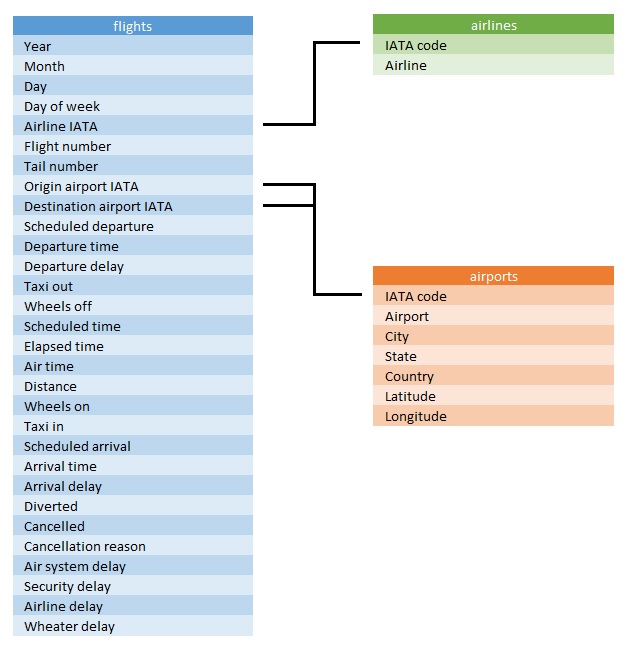 flights
Year
Month
Day
Day of week
Airline IATA
Flight number
Tail number
Origin airport IATA
Destination airport IATA
Scheduled departure
Departure time
Departure delay
Taxi out
Wheels off
Scheduled time
Elapsed time
Air time
Distance
Wheels on
Taxi in
Scheduled arrival
Arrival time
Arrival delay
Diverted
Cancelled
Cancellation reason
Air system delay
Security delay
Airline delay
Wheater delay
airlines
IATA code
Airline
airports
IATA code
Airport
City
State
Country
Latitude
Longitude